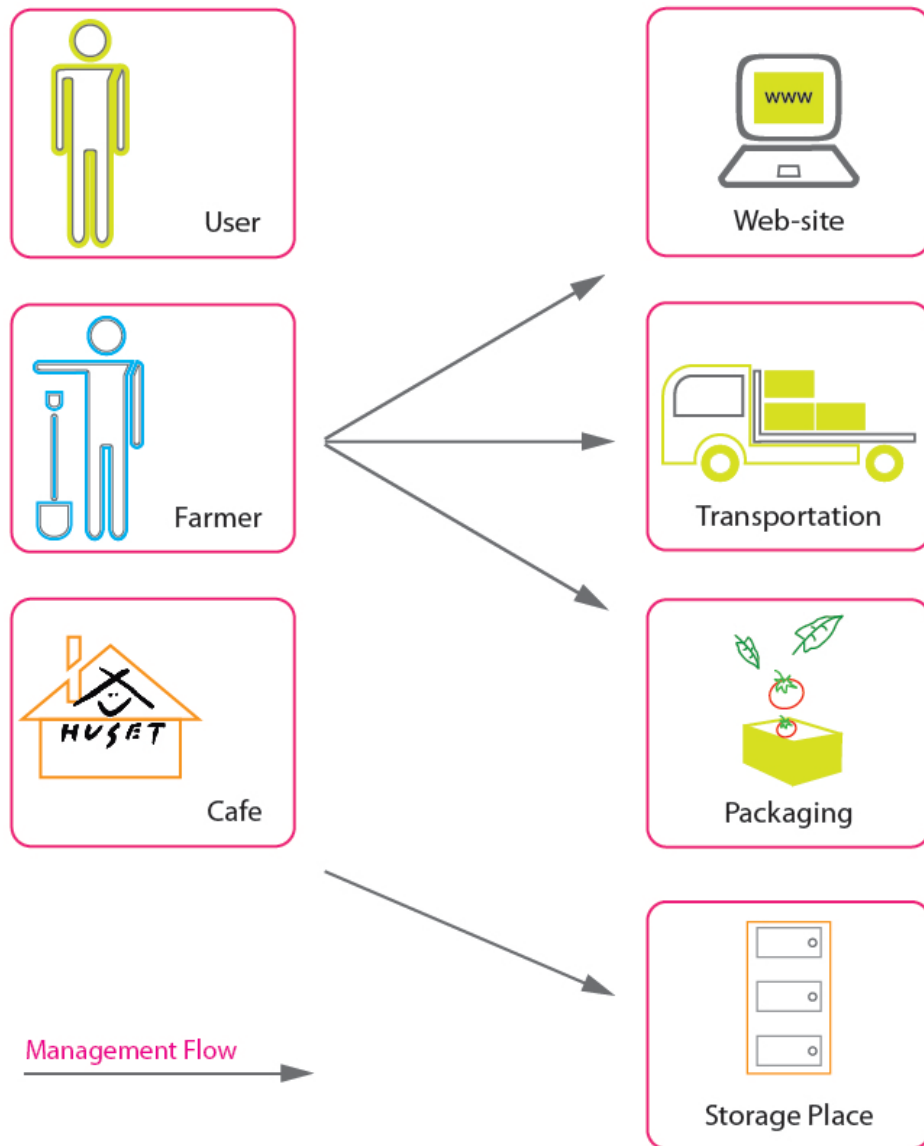 User
www
Web-site
Farmer
Transportation
HUSET
Cafe
Packaging
Management Flow
Storage Place